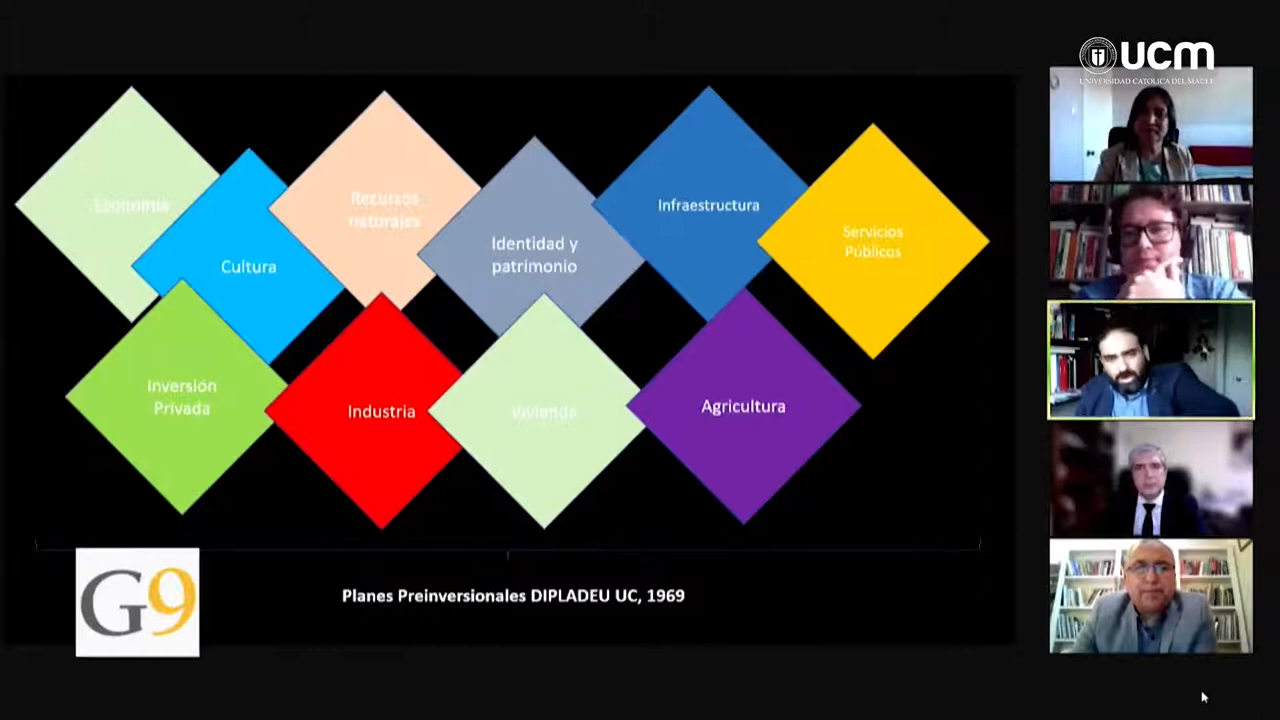 ucm
UNIVERSIDAD CATOLICA DEL MAULE
Economía
Cultura
Recursos
naturales
Identidad y
patrimonio
Infraestructura
Servicios
Públicos
Inversión
Privada
Industria
Vivienda
Agricultura
G9
Planes Preinversionales DIPLADEU UC, 1969